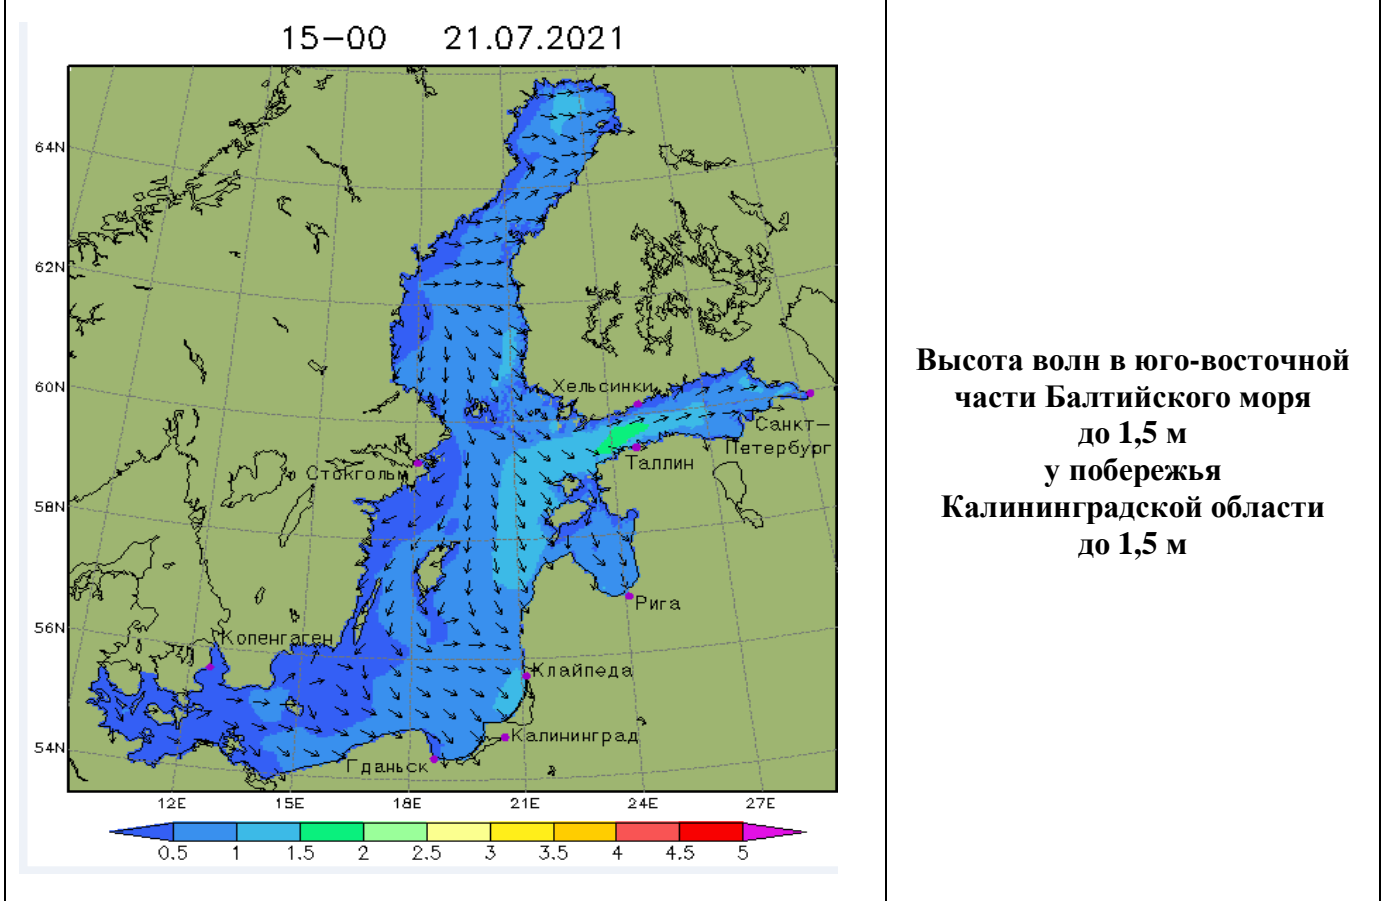 15-00 21.07.2021
64N
62N
60N
58N
56N
54N
Хельсинки
Санкт-
Петербург
Таллин
Стокгольм
Рига
Копенгаген
Клайпеда
Калининград
Гданьск
12E 15E 18E 21E 24E 27E
0.5 1 1.5 2 2.5 3 3.5 4 4.5 5
Высота волн в юго-восточной
части Балтийского моря
до 1,5 м
у побережья
Калининградской области
до 1,5 м